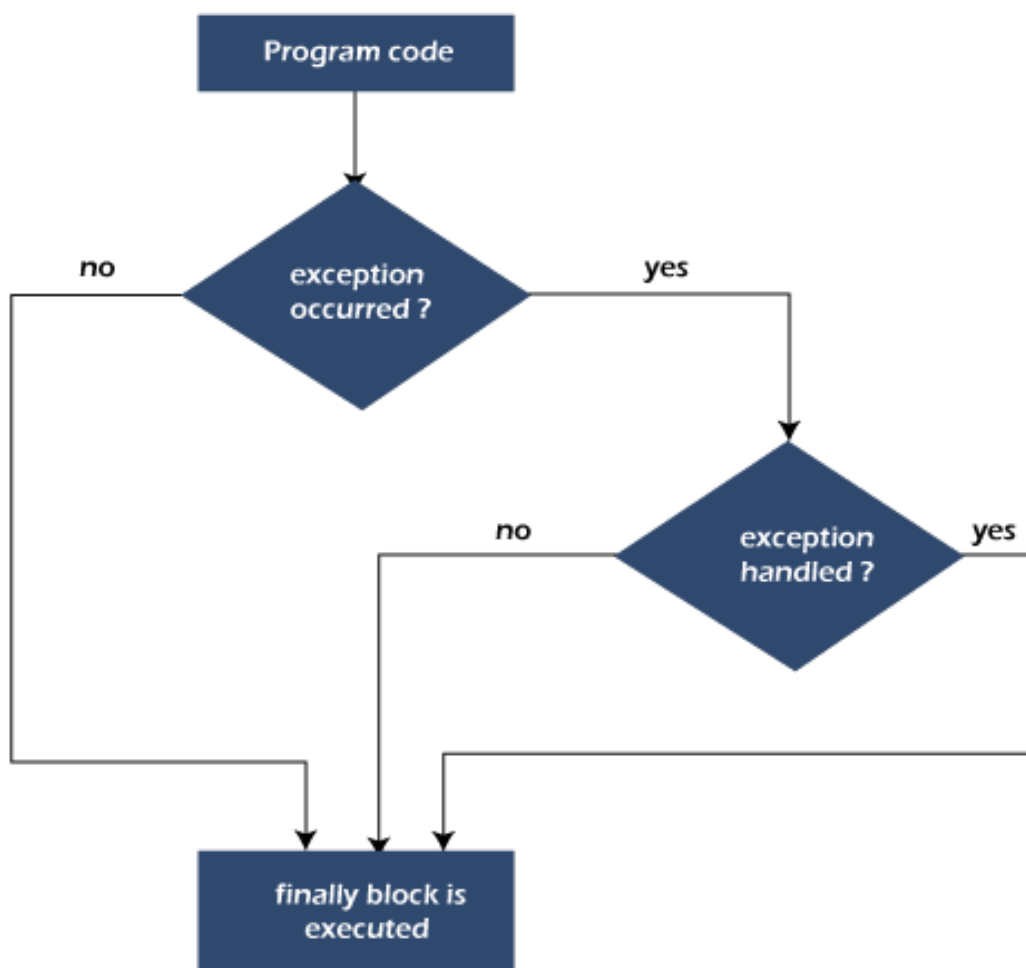 Program code
no
exception
occurred ?
yes
no
exception
handled ?
yes
finally block is
executed